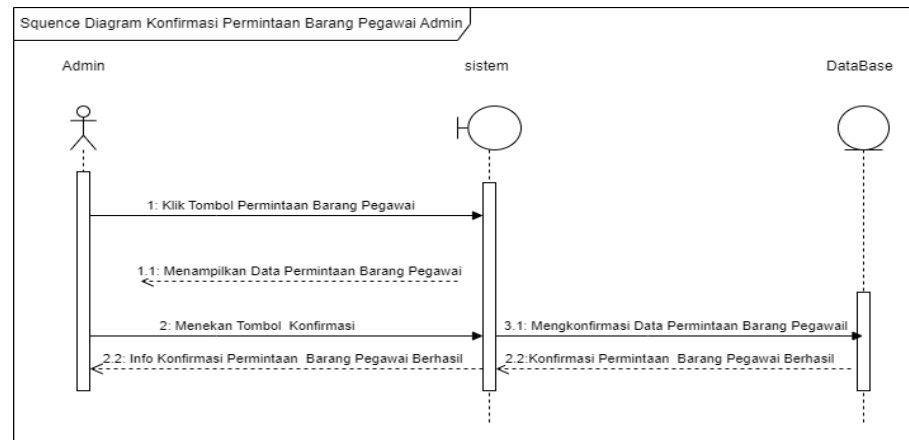 Squence Diagram Konfirmasi Permintaan Barang Pegawai Admin
Admin
sistem
DataBase
1: Klik Tombol Permintaan Barang Pegawai
1.1: Menampilkan Data Permintaan Barang Pegawai
2: Menekan Tombol Konfirmasi
3.1: Mengkonfirmasi Data Permintaan Barang Pegawail
2.2: Info Konfirmasi Permintaan Barang Pegawai Berhasil
2.2:Konfirmasi Permintaan Barang Pegawai Berhasil